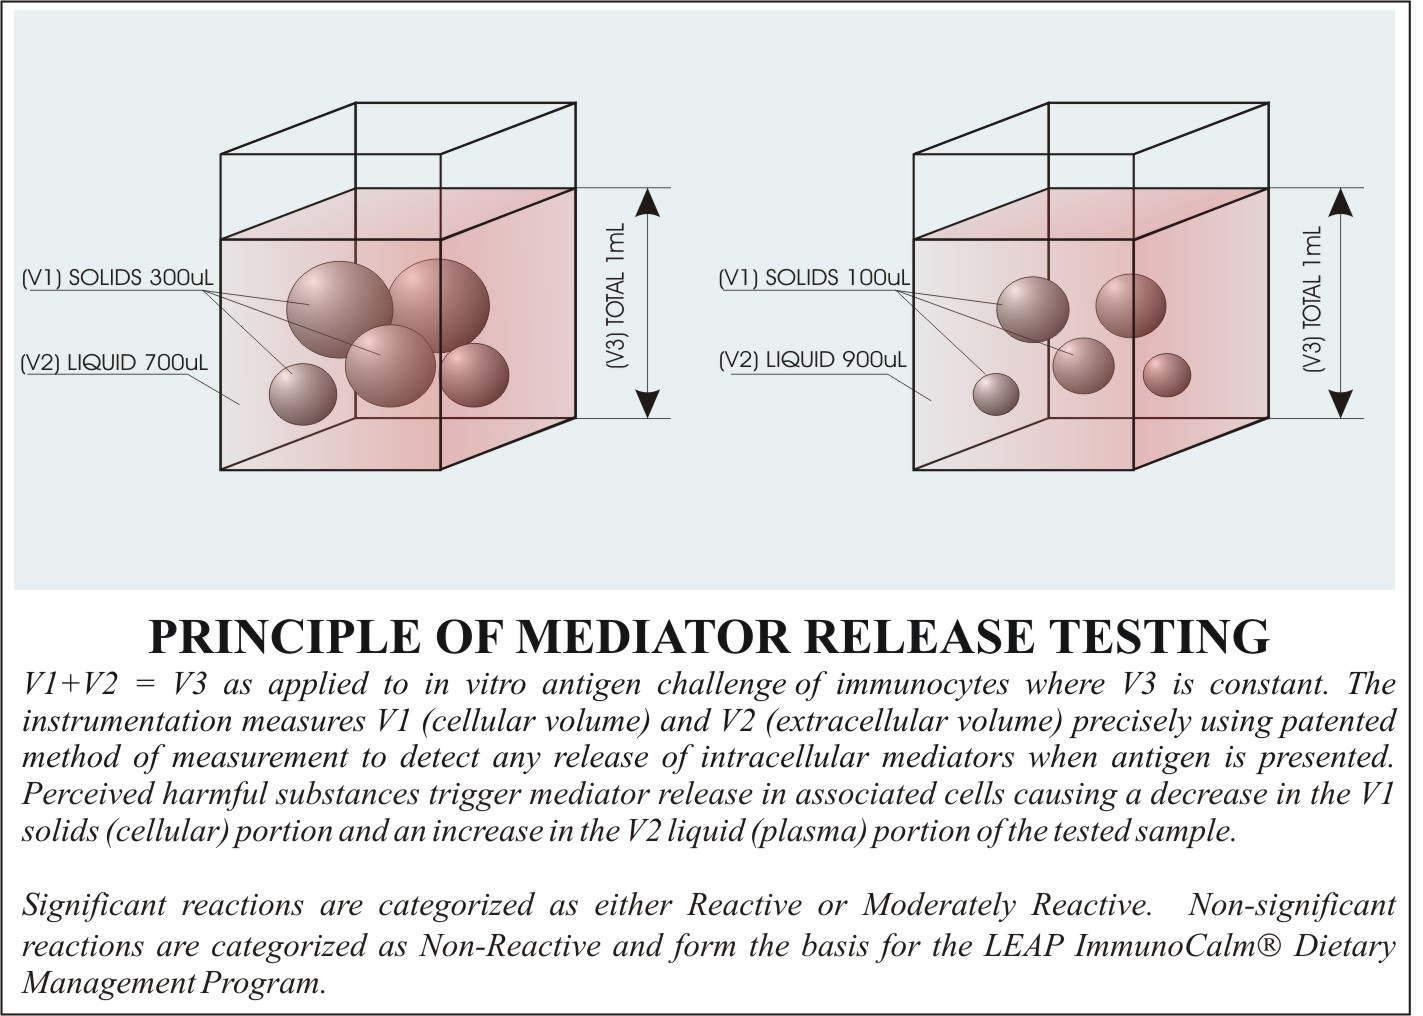 (V1) SOLIDS 300uL
(V2) LIQUID 700uL
(V3) TOTAL 1mL
(V1) SOLIDS 100uL
(V2) LIQUID 900uL
(V3) TOTAL 1mL
PRINCIPLE OF MEDIATOR RELEASE TESTING
V1+V2 = V3 as applied to in vitro antigen challenge of immunocytes where V3 is constant. The
instrumentation measures V1 (cellular volume) and V2 (extracellular volume) precisely using patented
method of measurement to detect any release of intracellular mediators when antigen is presented.
Perceived harmful substances trigger mediator release in associated cells causing a decrease in the V1
solids (cellular) portion and an increase in the V2 liquid (plasma) portion of the tested sample.
Significant reactions are categorized as either Reactive or Moderately Reactive. Non-significant
reactions are categorized as Non-Reactive and form the basis for the LEAP ImmunoCalm® Dietary
Management Program.